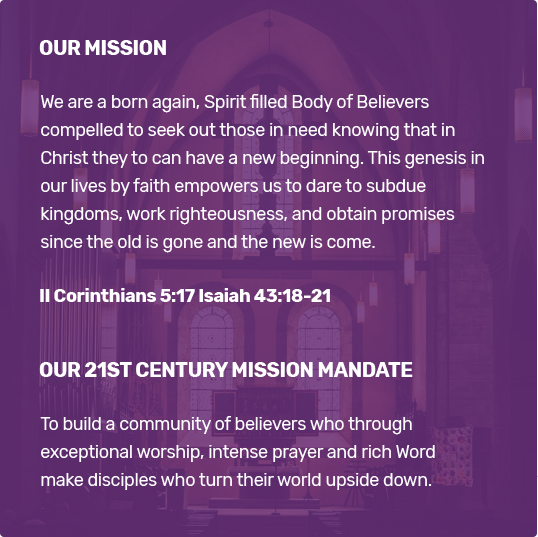 OUR MISSION
We are a born again, Spirit filled Body of Believers
compelled to seek out those in need knowing that in
Christ they to can have a new beginning. This genesis in
our lives by faith empowers us to dare to subdue
kingdoms, work righteousness, and obtain promises
since the old is gone and the new is come.
II Corinthians 5:17 Isaiah 43:18-21
OUR 21ST CENTURY MISSION MANDATE
To build a community of believers who through
exceptional worship, intense prayer and rich Word
make disciples who turn their world upside down.